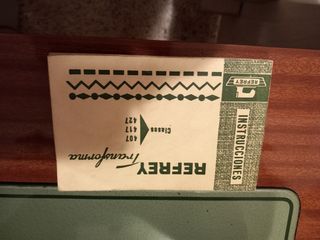 REFREY
INSTRUCCIONES
REFREY
Transforma
Clases
407
417
427